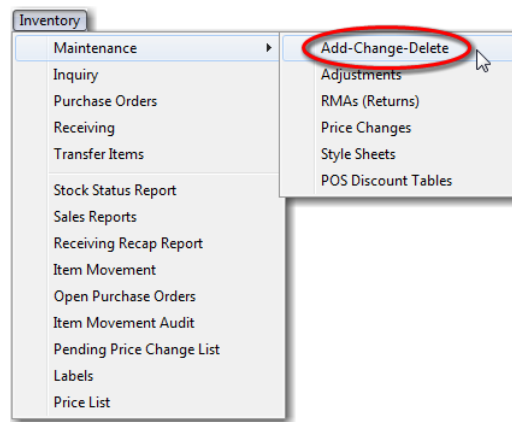 Inventory
Maintenance
Inquiry
Purchase Orders
Receiving
Transfer Items
Stock Status Report
Sales Reports
Receiving Recap Report
Item Movement
Open Purchase Orders
Item Movement Audit
Pending Price Change List
Labels
Price List
Add-Change-Delete
Adjustments
RMAs (Returns)
Price Changes
Style Sheets
POS Discount Tables